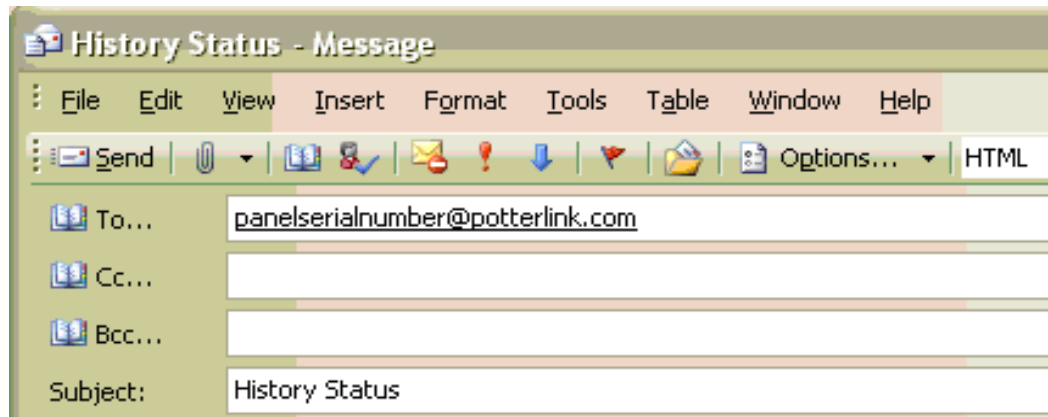 History Status - Message
File Edit View Insert Format Tools Table Window Help
Send Options... HTML
To... panelserialnumber@potterlink.com
Cc...
Bcc...
Subject: History Status